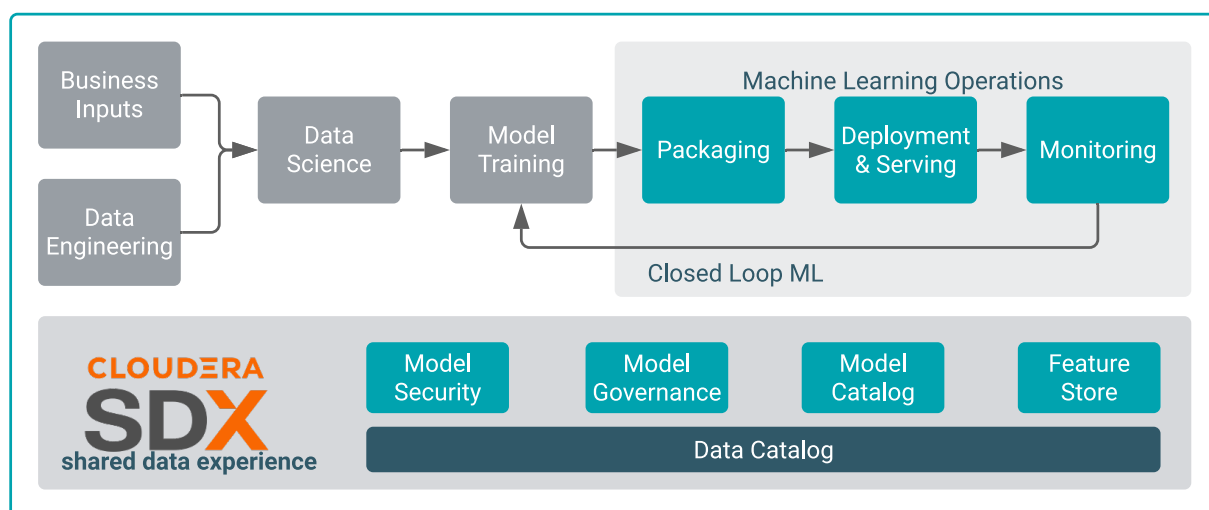 Business
Inputs
Data
Engineering
Data
Science
Model
Training
Machine Learning Operations
Packaging
Deployment
& Serving
Monitoring
Closed Loop ML
CLOUDERA
SDX
shared data experience
Model
Security
Model
Governance
Model
Catalog
Feature
Store
Data Catalog